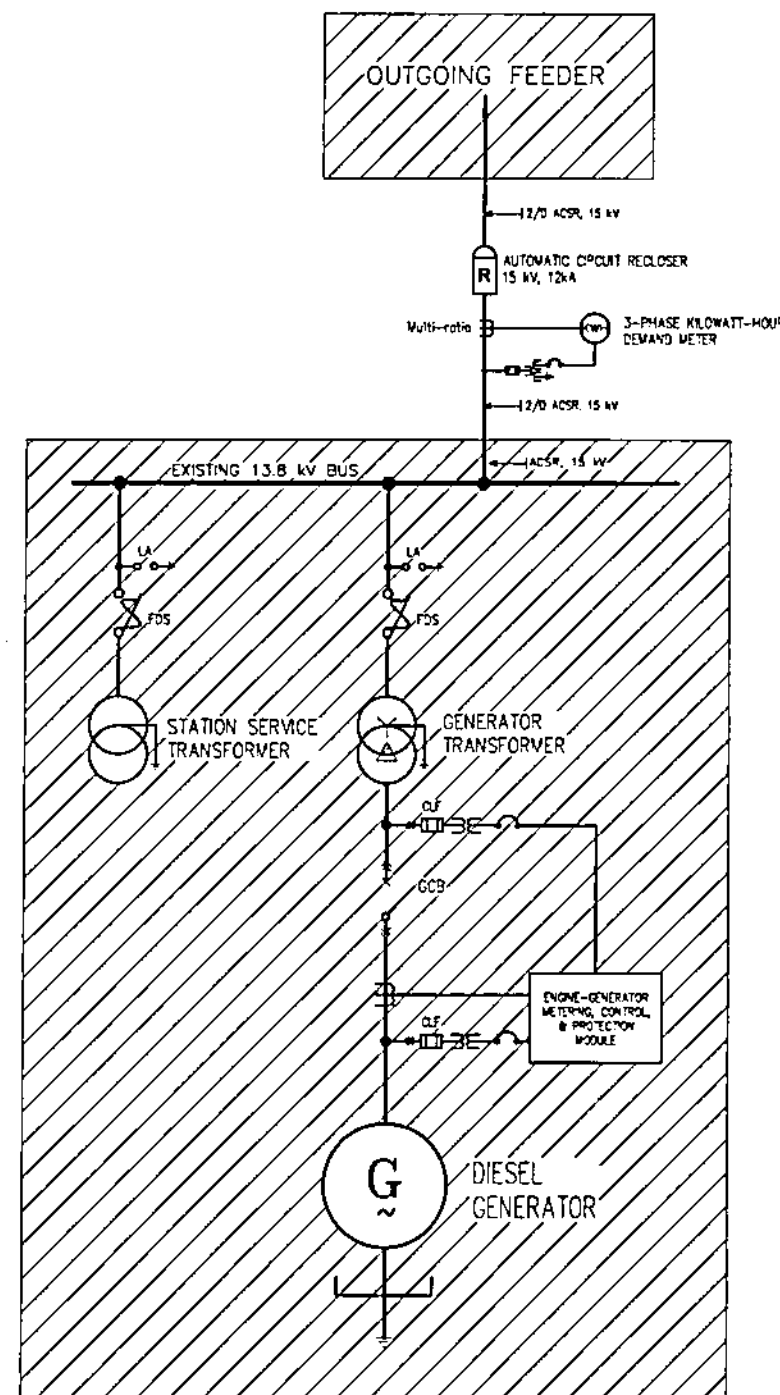 OUTGOING FEEDER
2/0 ACSR, 15 kV
AUTOMATIC CIRCUIT RECLOSER
R
15 kV, 12kA
Multi-ratio
3-PHASE KILOWATT-HOUR
DEMAND METER
2/0 ACSR, 15 kV
ACSR, 15 kV
EXISTING 13.8 kV BUS
LA
LA
FDS
FDS
STATION SERVICE
TRANSFORMER
GENERATOR
TRANSFORMER
CLF
GCB
ENGINE-GENERATOR
METERING, CONTROL,
& PROTECTION
MODULE
CLF
G
~
DIESEL
GENERATOR